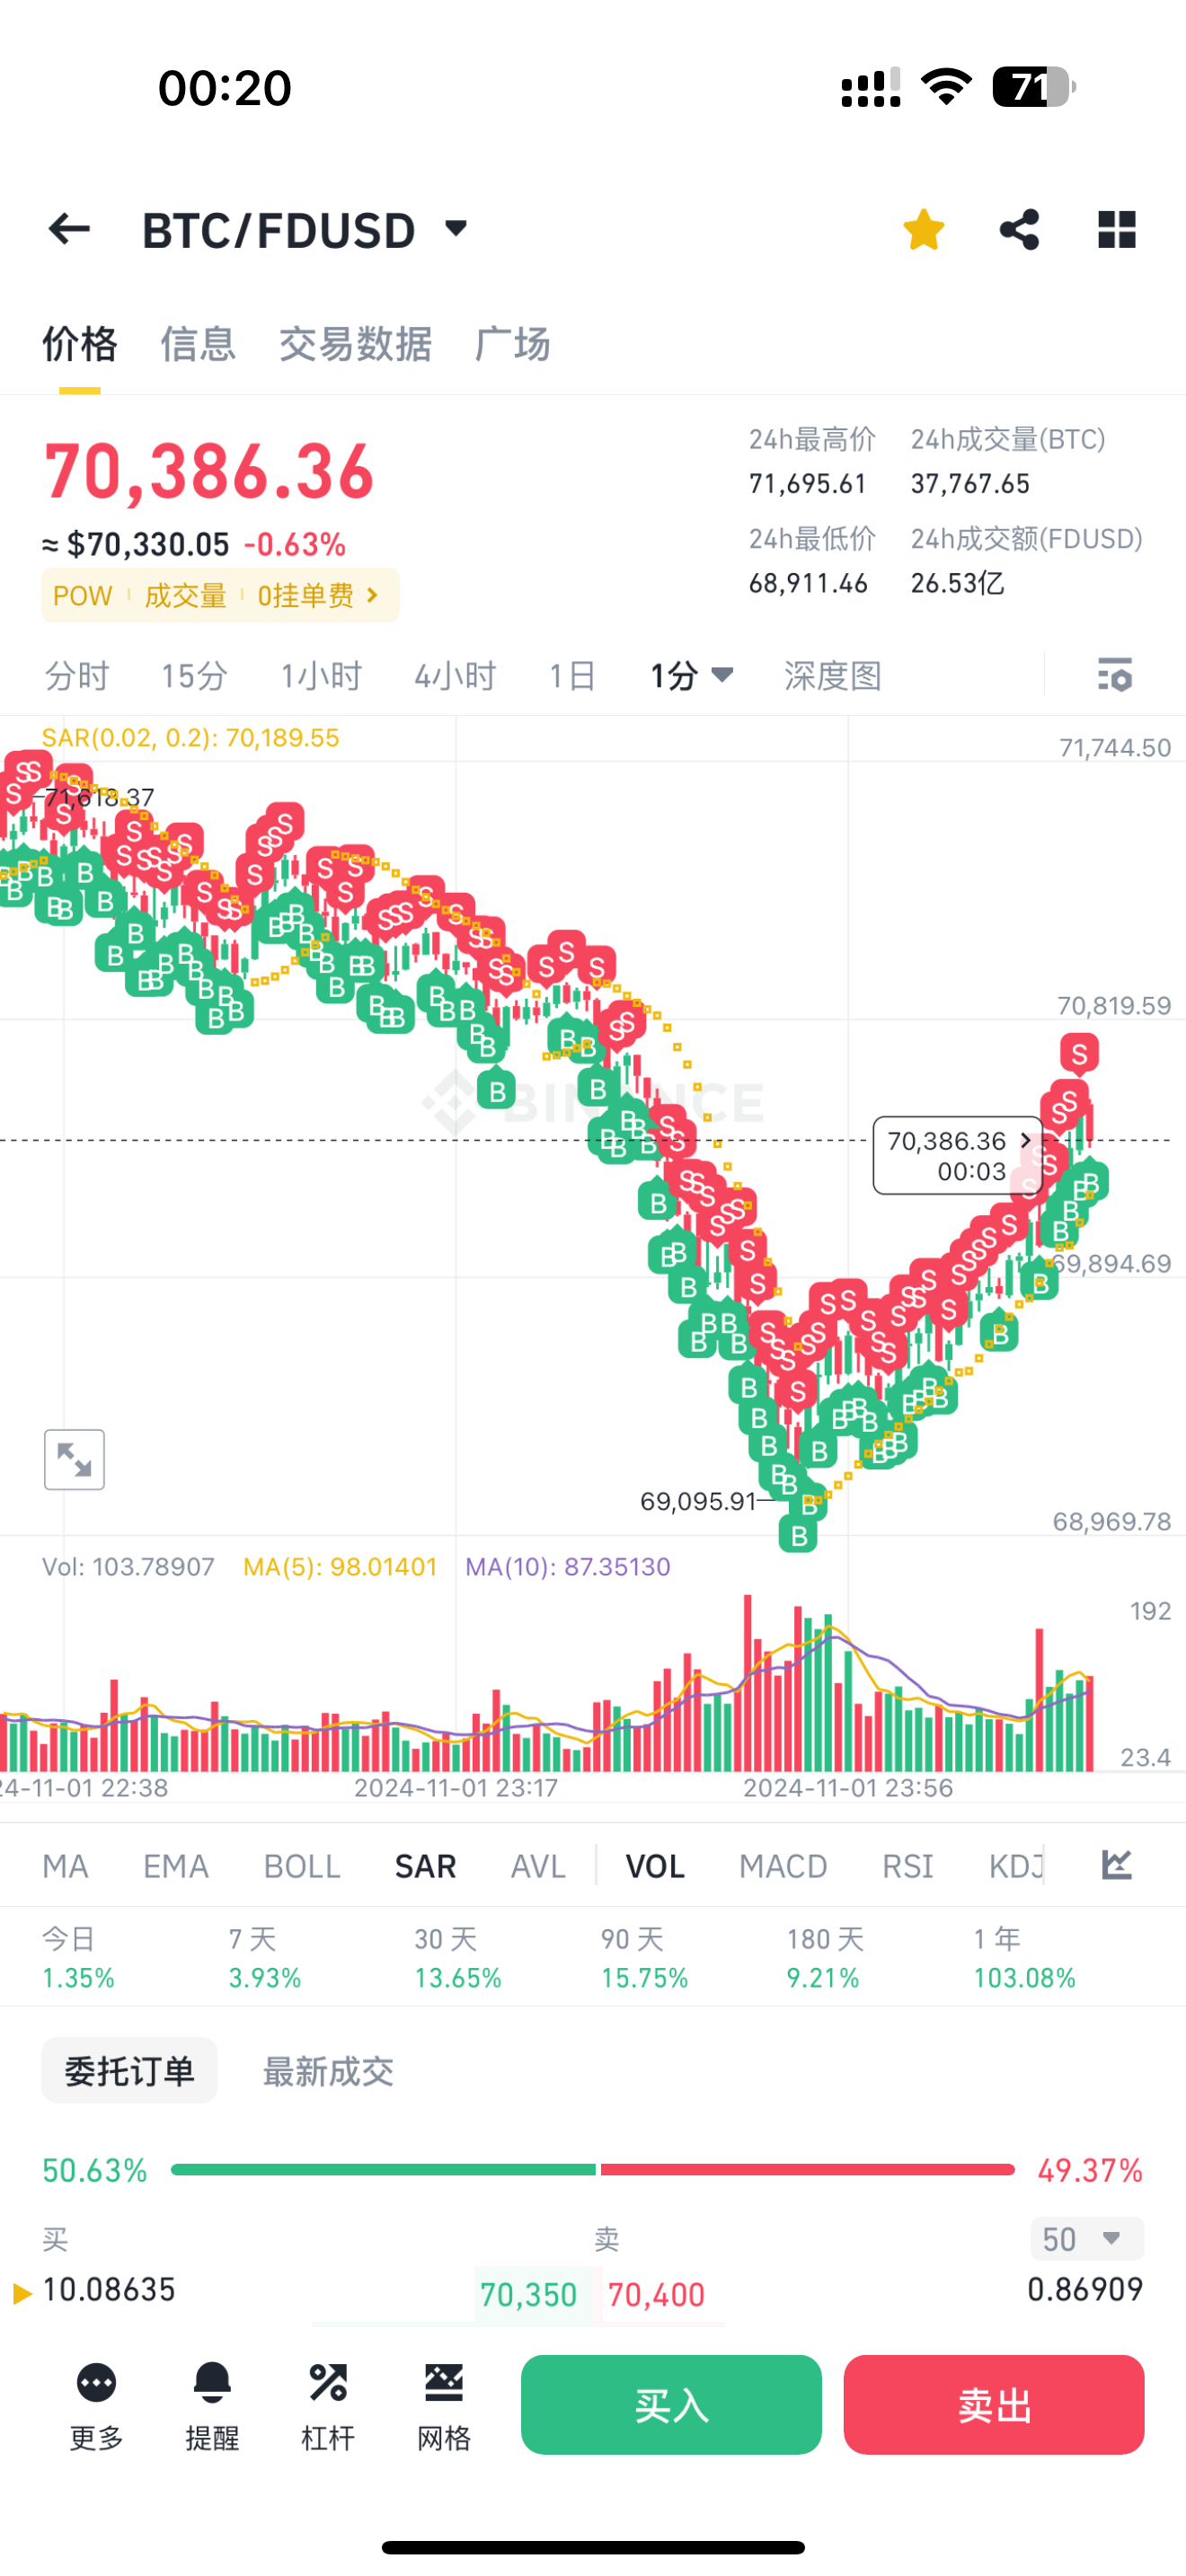 00:20
71
BTC/FDUSD
价格 信息 交易数据 广场
70,386.36
≈ $70,330.05 -0.63%
POW 成交量 0挂单费
24h最高价 24h成交量(BTC)
71,695.61 37,767.65
24h最低价 24h成交额(FDUSD)
68,911.46 26.53亿
分时 15分 1小时 4小时 1日 1分 深度图
SAR(0.02, 0.2): 70,189.55
71,744.50
71,618.37
70,819.59
BINANCE
70,386.36
00:03
69,894.69
69,095.91
68,969.78
Vol: 103.78907 MA(5): 98.01401 MA(10): 87.35130
192
23.4
24-11-01 22:38 2024-11-01 23:17 2024-11-01 23:56
MA EMA BOLL SAR AVL VOL MACD RSI KDJ
今日 7 天 30 天 90 天 180 天 1 年
1.35% 3.93% 13.65% 15.75% 9.21% 103.08%
委托订单 最新成交
50.63% 49.37%
买 卖 50
10.08635 70,350 70,400 0.86909
更多 提醒 杠杆 网格 买入 卖出